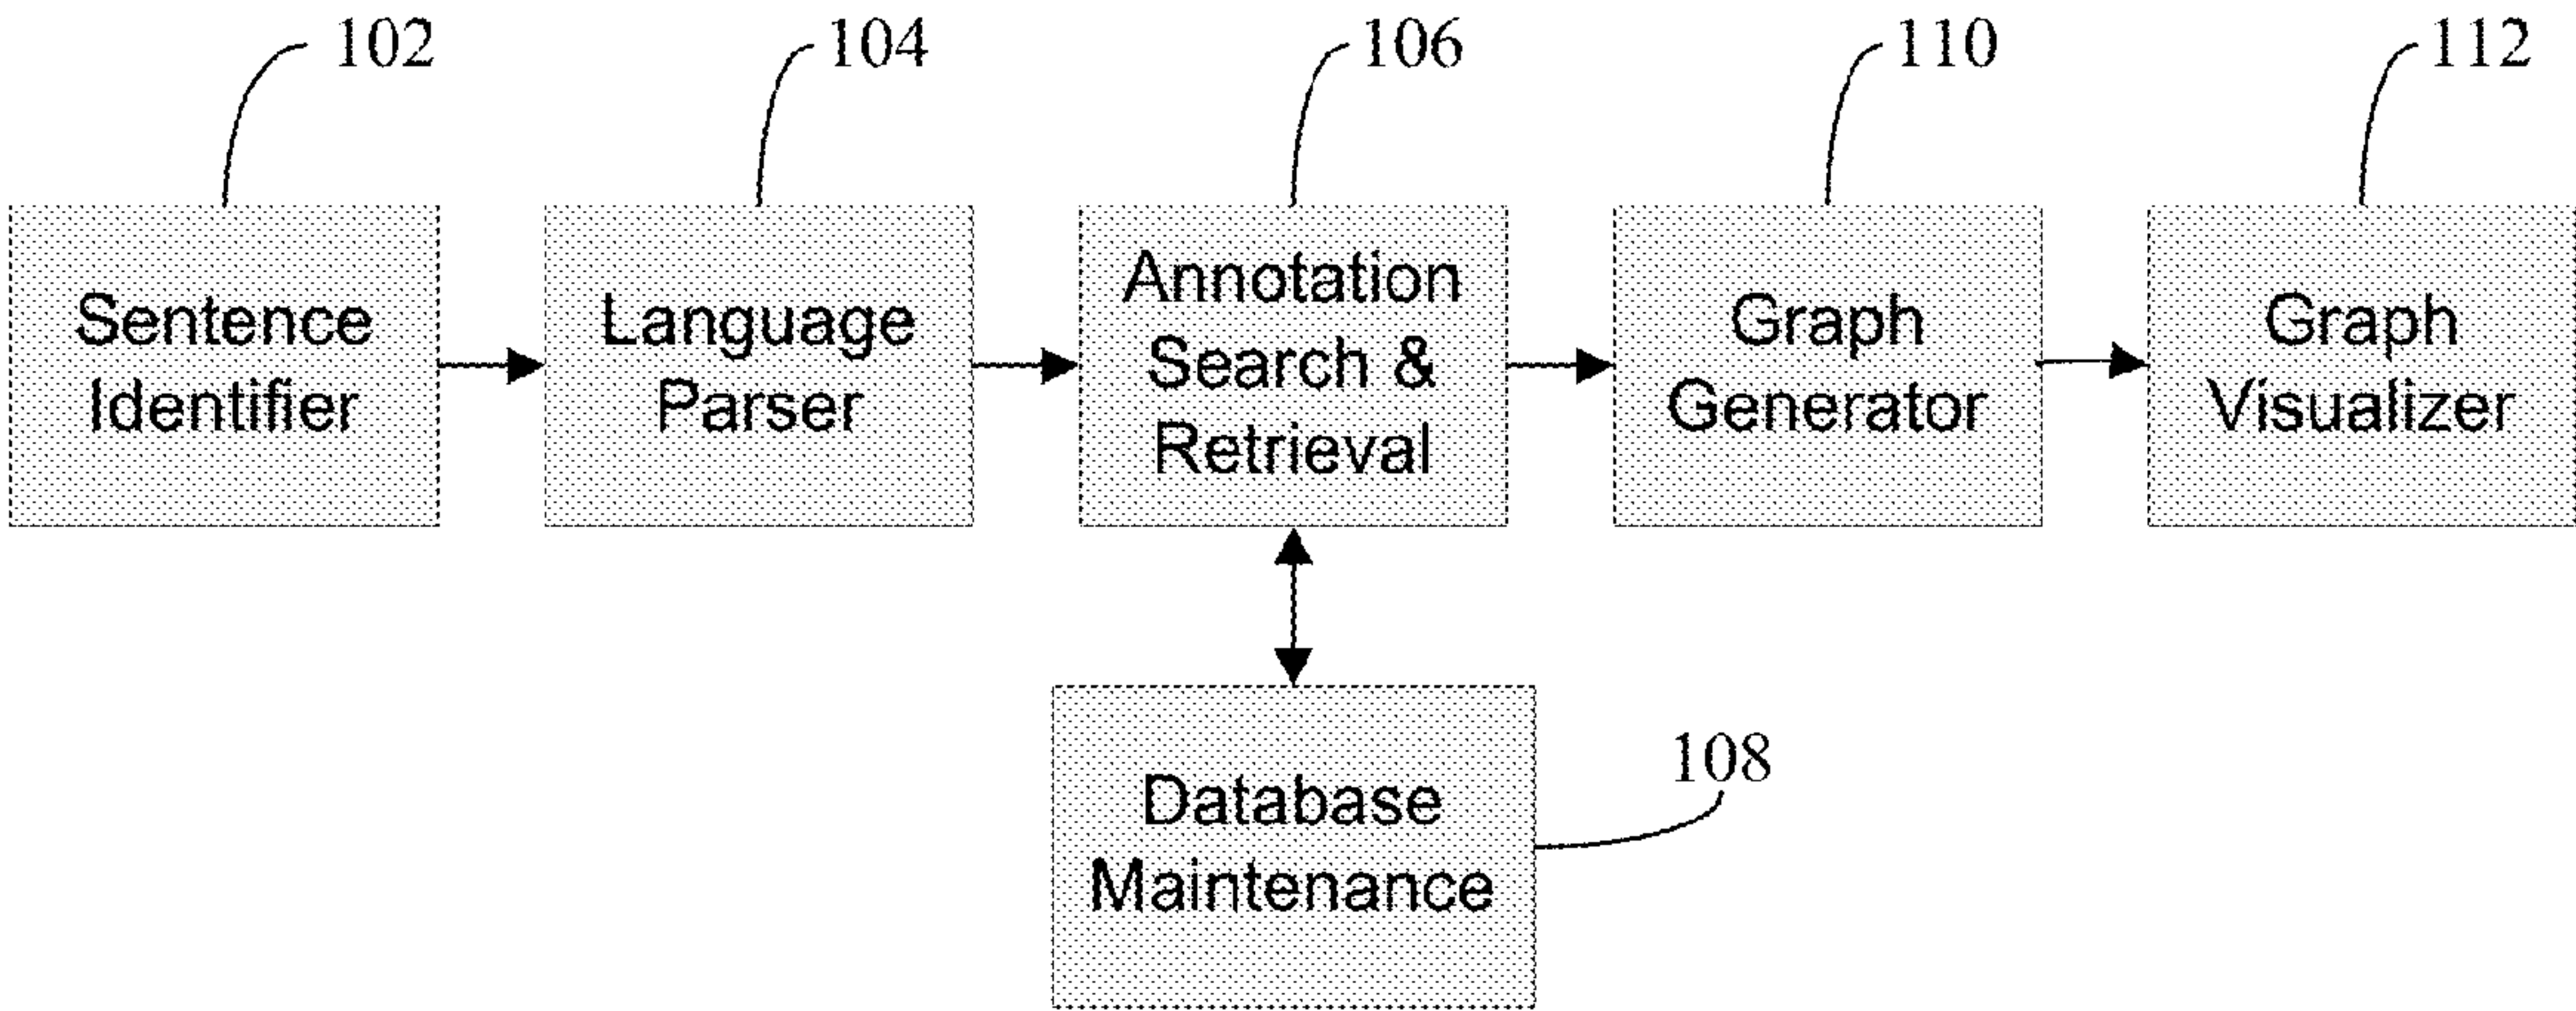 102
104
106
110
112
Sentence
Identifier
Language
Parser
Annotation
Search &
Retrieval
Graph
Generator
Graph
Visualizer
108
Database
Maintenance